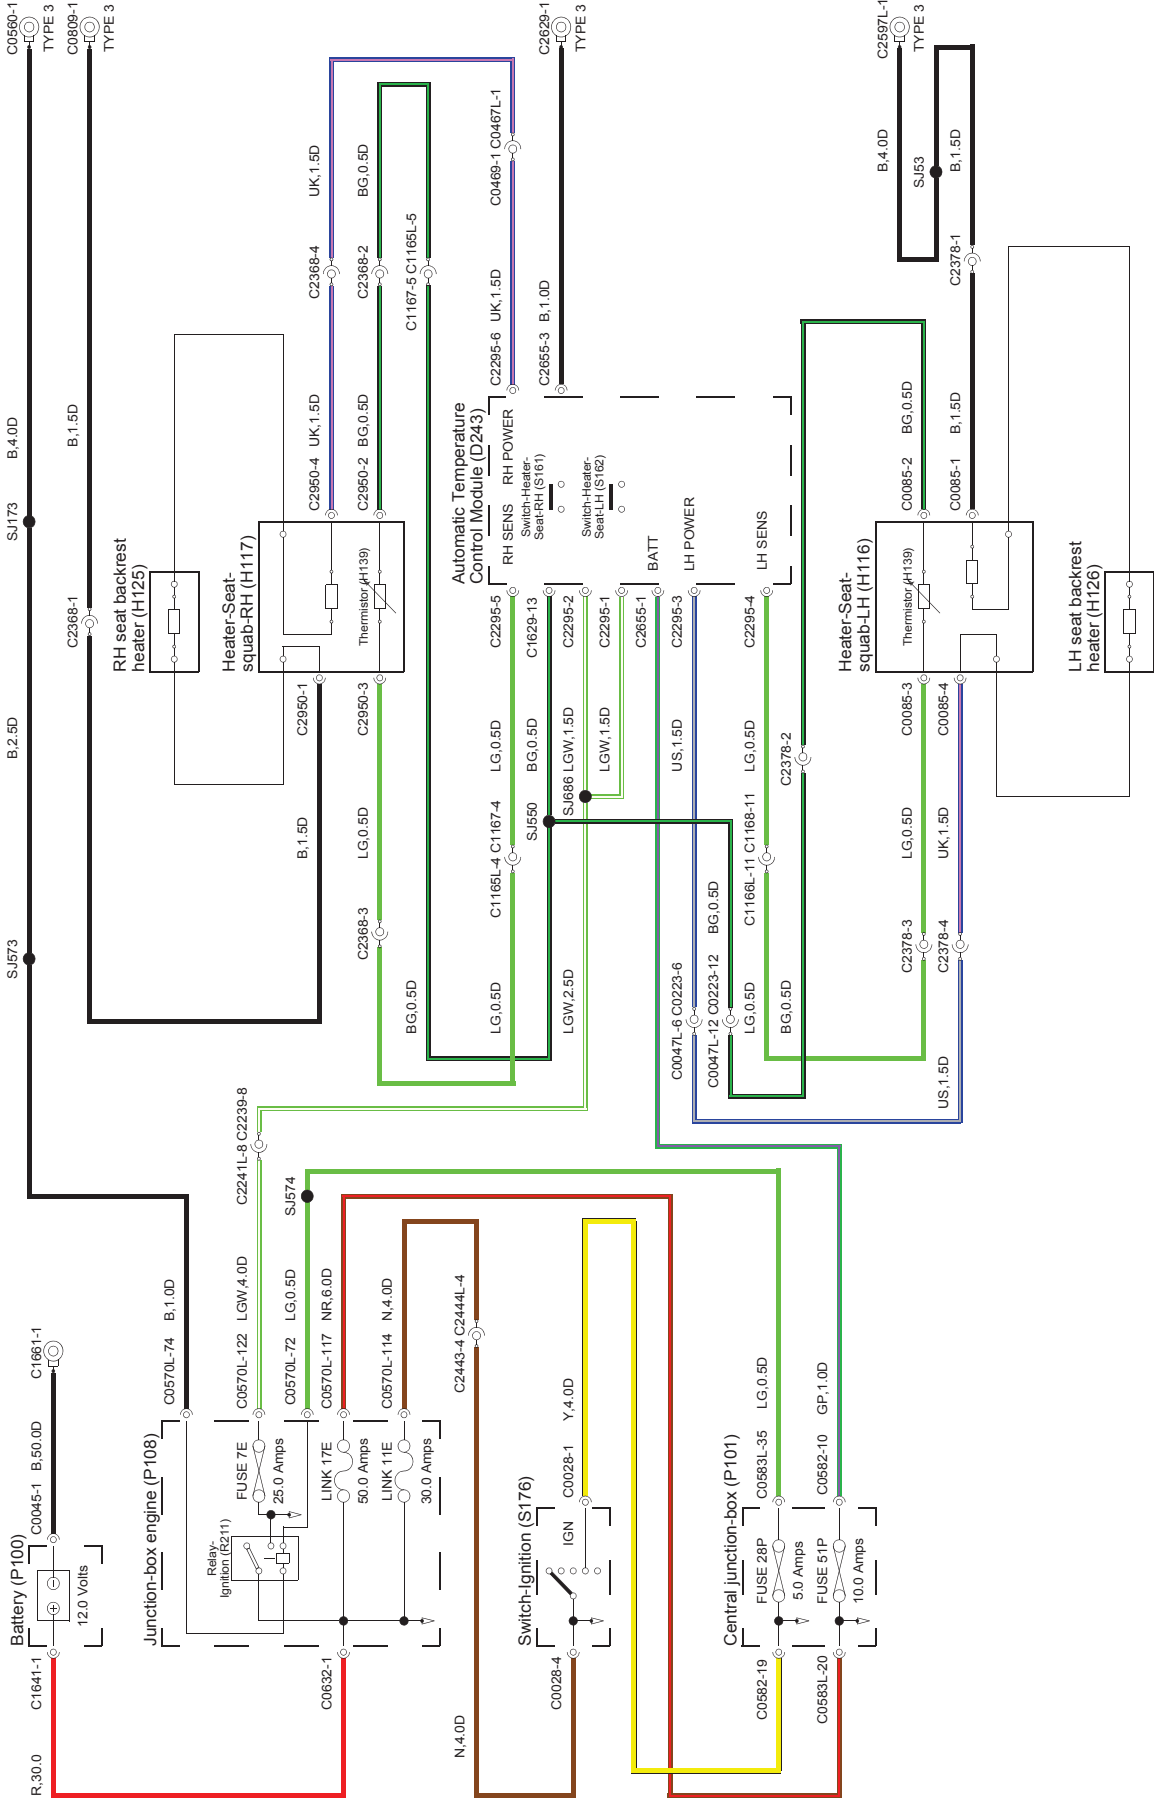 C0560-1
TYPE 3
C0809-1
TYPE 3
C2629-1
TYPE 3
C2597L-1
TYPE 3
B,4.0D
SJ173
B,2.5D
SJ573
B,1.5D
C2368-1
UK,1.5D
C2368-4
BG,0.5D
C2368-2
C1167-5 C1165L-5
C0469-1 C0467L-1
C2295-6 UK,1.5D
C2655-3 B,1.0D
B,4.0D
SJ53
B,1.5D
C2378-1
C2950-4 UK,1.5D
C2950-2 BG,0.5D
C0085-2 BG,0.5D
C0085-1 B,1.5D
RH seat backrest
heater (H125)
Heater-Seat-
squab-RH (H117)
Thermistor (H139)
Automatic Temperature
Control Module (D243)
RH SENS
RH POWER
Switch-Heater-
Seat-RH (S161)
Switch-Heater-
Seat-LH (S162)
BATT
LH POWER
LH SENS
Heater-Seat-
squab-LH (H116)
Thermistor (H139)
LH seat backrest
heater (H126)
C2950-1
B,1.5D
C2950-3
LG,0.5D
C2368-3
BG,0.5D
C2295-5
LG,0.5D
C1165L-4 C1167-4
LG,0.5D
C1629-13
BG,0.5D
SJ550
C2295-2
LGW,1.5D
SJ686
LGW,2.5D
C2295-1
LGW,1.5D
C2655-1
C2295-3
US,1.5D
C0047L-6 C0223-6
BG,0.5D
C0047L-12 C0223-12
C2295-4
LG,0.5D
C1166L-11 C1168-11
LG,0.5D
C2378-2
BG,0.5D
C0085-3
LG,0.5D
C2378-3
C0085-4
UK,1.5D
C2378-4
US,1.5D
C2241L-8 C2239-8
SJ574
C0570L-74 B,1.0D
C0570L-122 LGW,4.0D
C0570L-72 LG,0.5D
C0570L-117 NR,6.0D
C0570L-114 N,4.0D
C2443-4 C2444L-4
C1661-1
C0045-1 B,50.0D
Battery (P100)
12.0 Volts
C1641-1
R,30.0
Junction-box engine (P108)
FUSE 7E
25.0 Amps
LINK 17E
50.0 Amps
LINK 11E
30.0 Amps
Relay-
Ignition (R211)
C0632-1
N,4.0D
Switch-Ignition (S176)
IGN
C0028-1 Y,4.0D
C0028-4
Central junction-box (P101)
FUSE 28P
5.0 Amps
FUSE 51P
10.0 Amps
C0583L-35 LG,0.5D
C0582-10 GP,1.0D
C0582-19
C0583L-20